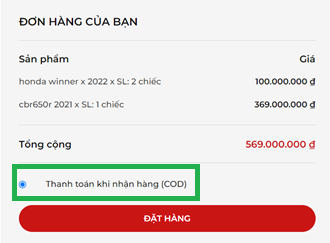 ĐƠN HÀNG CỦA BẠN
Sản phẩm Giá
honda winner x 2022 x SL: 2 chiếc 100.000.000 ₫
cbr650r 2021 x SL: 1 chiếc 369.000.000 ₫
Tổng cộng 569.000.000 ₫
Thanh toán khi nhận hàng (COD)
ĐẶT HÀNG